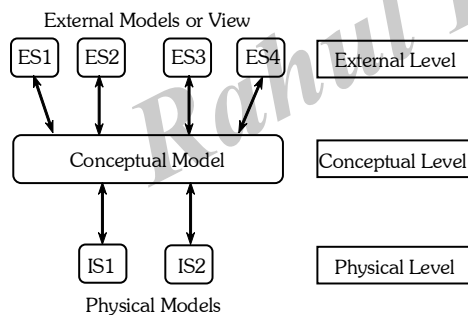 External Models or View
ES1 ES2 ES3 ES4 External Level
Conceptual Model Conceptual Level
IS1 IS2 Physical Level
Physical Models
Rahul